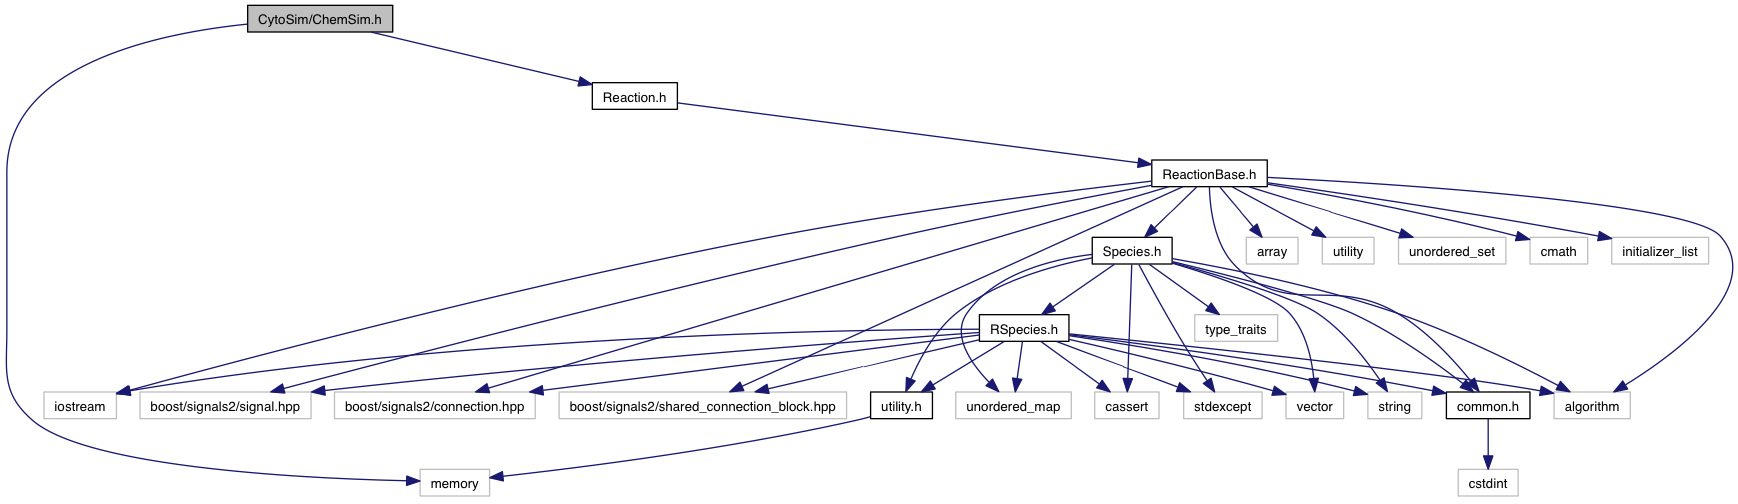 CytoSim/ChemSim.h
Reaction.h
ReactionBase.h
Species.h
array
utility
unordered_set
cmath
initializer_list
RSpecies.h
type_traits
iostream
boost/signals2/signal.hpp
boost/signals2/connection.hpp
boost/signals2/shared_connection_block.hpp
utility.h
unordered_map
cassert
stdexcept
vector
string
common.h
algorithm
memory
cstdint